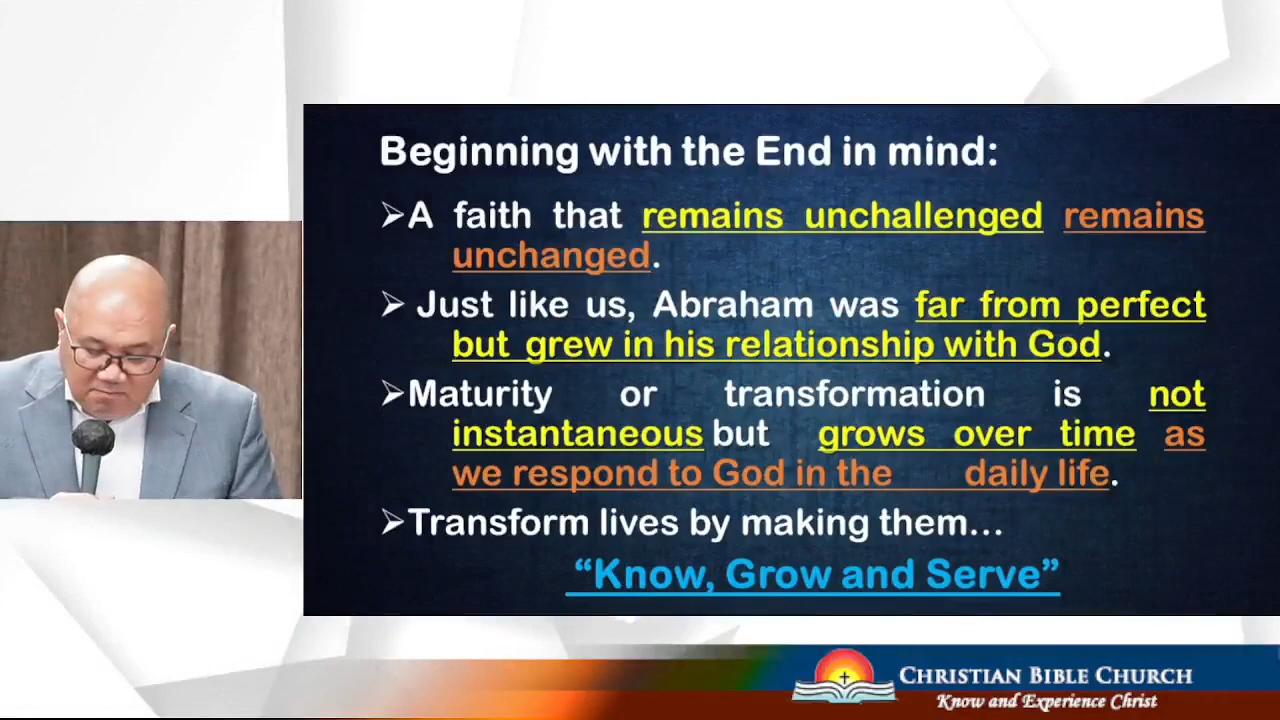 Beginning with the End in mind:
➢A faith that remains unchallenged remains
unchanged.
➢ Just like us, Abraham was far from perfect
but grew in his relationship with God.
➢Maturity or transformation is not
instantaneous but grows over time as
we respond to God in the daily life.
➢Transform lives by making them...
“Know, Grow and Serve”
CHRISTIAN BIBLE CHURCH
Know and Experience Christ